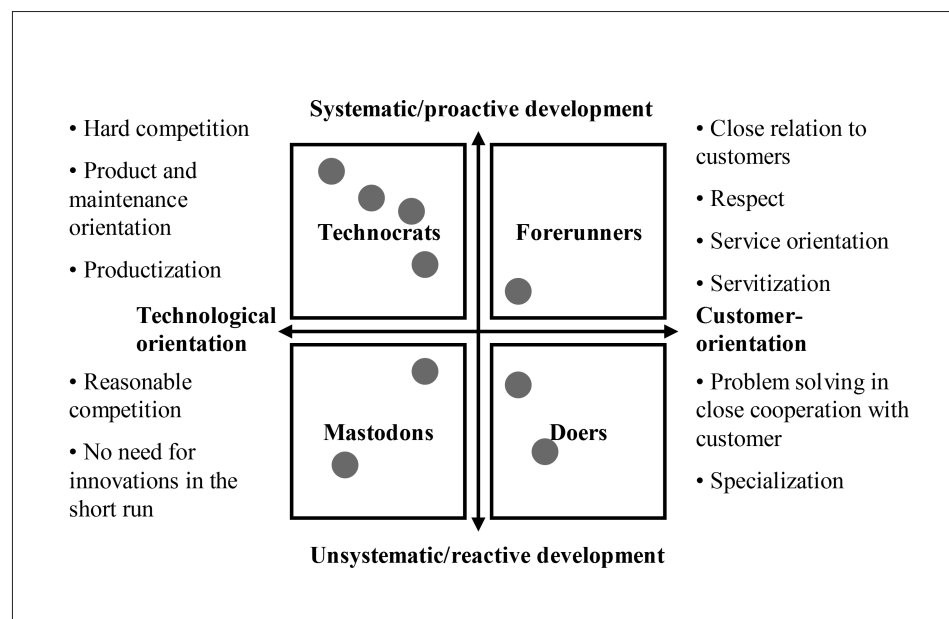 Systematic/proactive development
• Hard competition
• Product and
maintenance
orientation
• Productization
Technocrats
Forerunners
• Close relation to
customers
• Respect
• Service orientation
• Servitization
Technological
orientation
Customer-
orientation
• Reasonable
competition
• No need for
innovations in the
short run
Mastodons
Doers
• Problem solving in
close cooperation with
customer
• Specialization
Unsystematic/reactive development